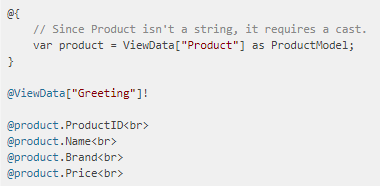 @{
    // Since Product isn't a string, it requires a cast.
    var product = ViewData["Product"] as ProductModel;
}

@ViewData["Greeting"]!

@product.ProductID<br>
@product.Name<br>
@product.Brand<br>
@product.Price<br>